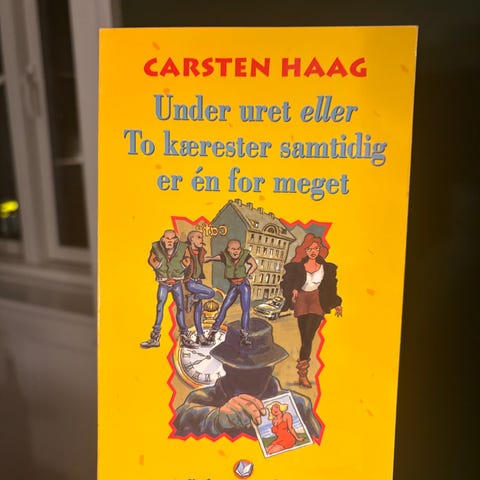 CARSTEN HAAG
Under uret eller
To kærester samtidig
er én for meget